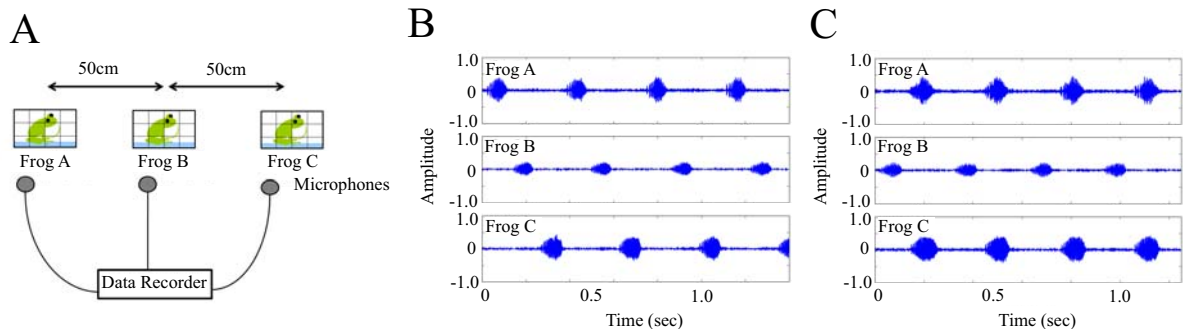 A
50cm 50cm
Frog A Frog B Frog C
Microphones
Data Recorder
B
1.0
0
-1.0
Frog A
1.0
0
-1.0
Frog B
1.0
0
-1.0
Frog C
Amplitude
0 0.5 1.0
Time (sec)
C
1.0
0
-1.0
Frog A
1.0
0
-1.0
Frog B
1.0
0
-1.0
Frog C
Amplitude
0 0.5 1.0
Time (sec)